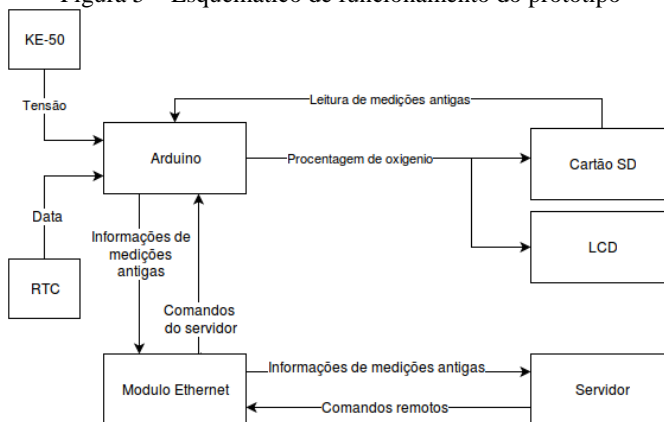 Figura 3 – Esquemático de funcionamento do protótipo
KE-50
Tensão
Leitura de medições antigas
Arduino
Procentagem de oxigenio
Cartão SD
Data
Informações de
medições
antigas
LCD
RTC
Comandos
do servidor
Modulo Ethernet
Informações de medições antigas
Servidor
Comandos remotos